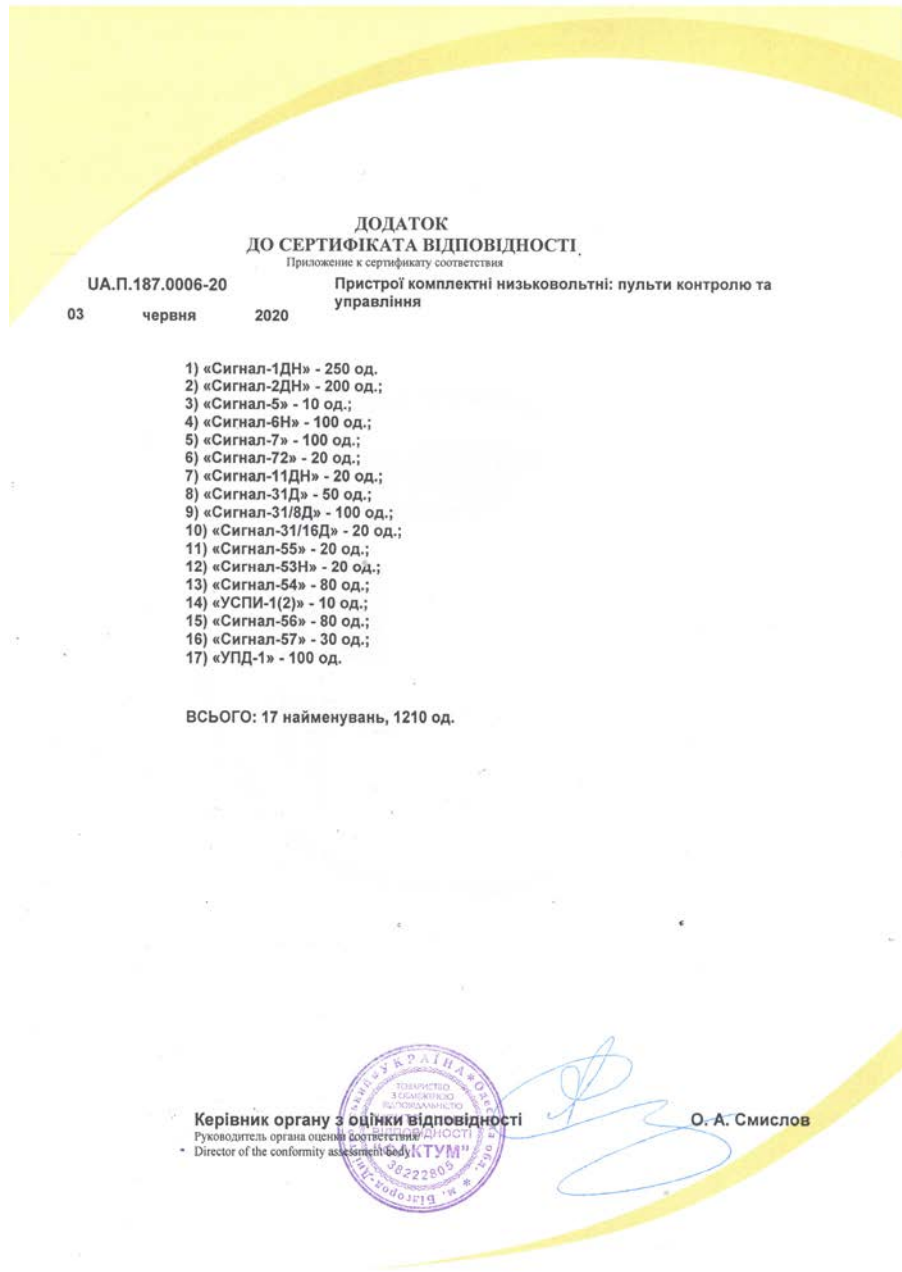 ДОДАТОК
ДО СЕРТИФІКАТА ВІДПОВІДНОСТІ
Приложение к сертификату соответствия
UA.П.187.0006-20
Пристрої комплектні низьковольтні: пульти контролю та
управління
03 червня 2020
1) «Сигнал-1ДН» - 250 од.
2) «Сигнал-2ДН» - 200 од.;
3) «Сигнал-5» - 10 од.;
4) «Сигнал-6Н» - 100 од.;
5) «Сигнал-7» - 100 од.;
6) «Сигнал-72» - 20 од.;
7) «Сигнал-11ДН» - 20 од.;
8) «Сигнал-31Д» - 50 од.;
9) «Сигнал-31/8Д» - 100 од.;
10) «Сигнал-31/16Д» - 20 од.;
11) «Сигнал-55» - 20 од.;
12) «Сигнал-53Н» - 20 од.;
13) «Сигнал-54» - 80 од.;
14) «УСПИ-1(2)» - 10 од.;
15) «Сигнал-56» - 80 од.;
16) «Сигнал-57» - 30 од.;
17) «УПД-1» - 100 од.
ВСЬОГО: 17 найменувань, 1210 од.
УКРАЇНА
ТОВАРИСТВО
З ОБМЕЖЕНОЮ
ВІДПОВІДАЛЬНІСТЮ
Керівник органу з оцінки відповідності
О. А. Смислов
Руководитель органа оценки соответствия/
Director of the conformity assessment body
ВІДПОВІДНОСТІ
38222805